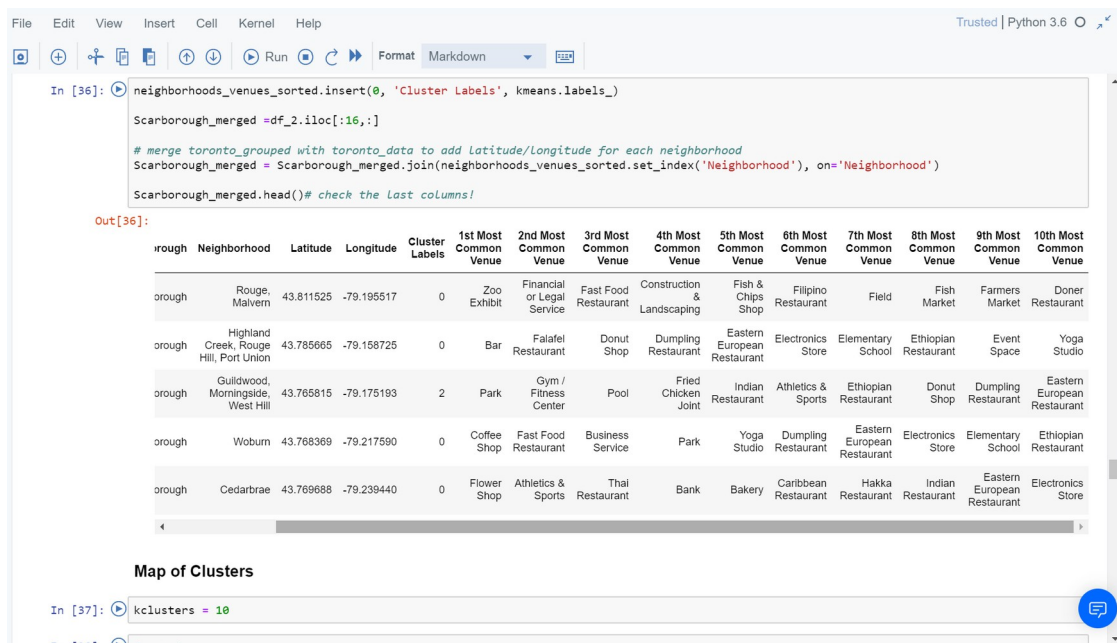 File Edit View Insert Cell Kernel Help Trusted | Python 3.6
Run Format Markdown
In [36]: neighborhoods_venues_sorted.insert(0, 'Cluster Labels', kmeans.labels_)
Scarborough_merged =df_2.iloc[:16,:]
# merge toronto_grouped with toronto_data to add latitude/longitude for each neighborhood
Scarborough_merged = Scarborough_merged.join(neighborhoods_venues_sorted.set_index('Neighborhood'), on='Neighborhood')
Scarborough_merged.head()# check the last columns!
Out[36]:
orough Neighborhood Latitude Longitude Cluster Labels 1st Most Common Venue 2nd Most Common Venue 3rd Most Common Venue 4th Most Common Venue 5th Most Common Venue 6th Most Common Venue 7th Most Common Venue 8th Most Common Venue 9th Most Common Venue 10th Most Common Venue
orough Rouge, Malvern 43.811525 -79.195517 0 Zoo Exhibit Financial or Legal Service Fast Food Restaurant Construction & Landscaping Fish & Chips Shop Filipino Restaurant Field Fish Market Farmers Market Doner Restaurant
orough Highland Creek, Rouge Hill, Port Union 43.785665 -79.158725 0 Bar Falafel Restaurant Donut Shop Dumpling Restaurant Eastern European Restaurant Electronics Store Elementary School Ethiopian Restaurant Event Space Yoga Studio
orough Guildwood, Morningside, West Hill 43.765815 -79.175193 2 Park Gym / Fitness Center Pool Fried Chicken Joint Indian Restaurant Athletics & Sports Ethiopian Restaurant Donut Shop Dumpling Restaurant Eastern European Restaurant
orough Woburn 43.768369 -79.217590 0 Coffee Shop Fast Food Restaurant Business Service Park Yoga Studio Dumpling Restaurant Eastern European Restaurant Electronics Store Elementary School Ethiopian Restaurant
orough Cedarbrae 43.769688 -79.239440 0 Flower Shop Athletics & Sports Thai Restaurant Bank Bakery Caribbean Restaurant Hakka Restaurant Indian Restaurant Eastern European Restaurant Electronics Store
Map of Clusters
In [37]: kclusters = 10